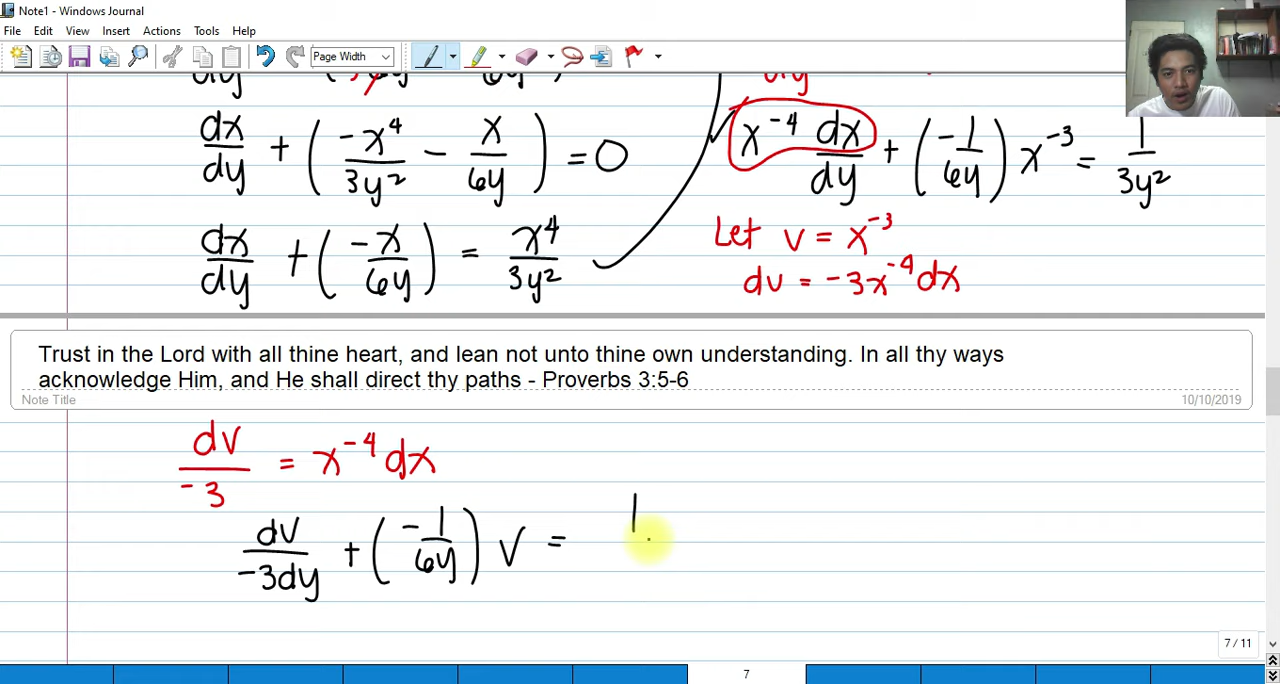 Note1 - Windows Journal
File Edit View Insert Actions Tools Help
Page Width
dx/dy + (-x⁴/3y² - x/6y) = 0
dx/dy + (-x/6y) = x⁴/3y²
x⁻⁴ dx/dy + (-1/6y) x⁻³ = 1/3y²
Let v = x⁻³
dv = -3x⁻⁴dx
Trust in the Lord with all thine heart, and lean not unto thine own understanding. In all thy ways
acknowledge Him, and He shall direct thy paths - Proverbs 3:5-6
Note Title
10/10/2019
dv/-3 = x⁻⁴dx
dv/-3dy + (-1/6y) v = 1
7 / 11
7